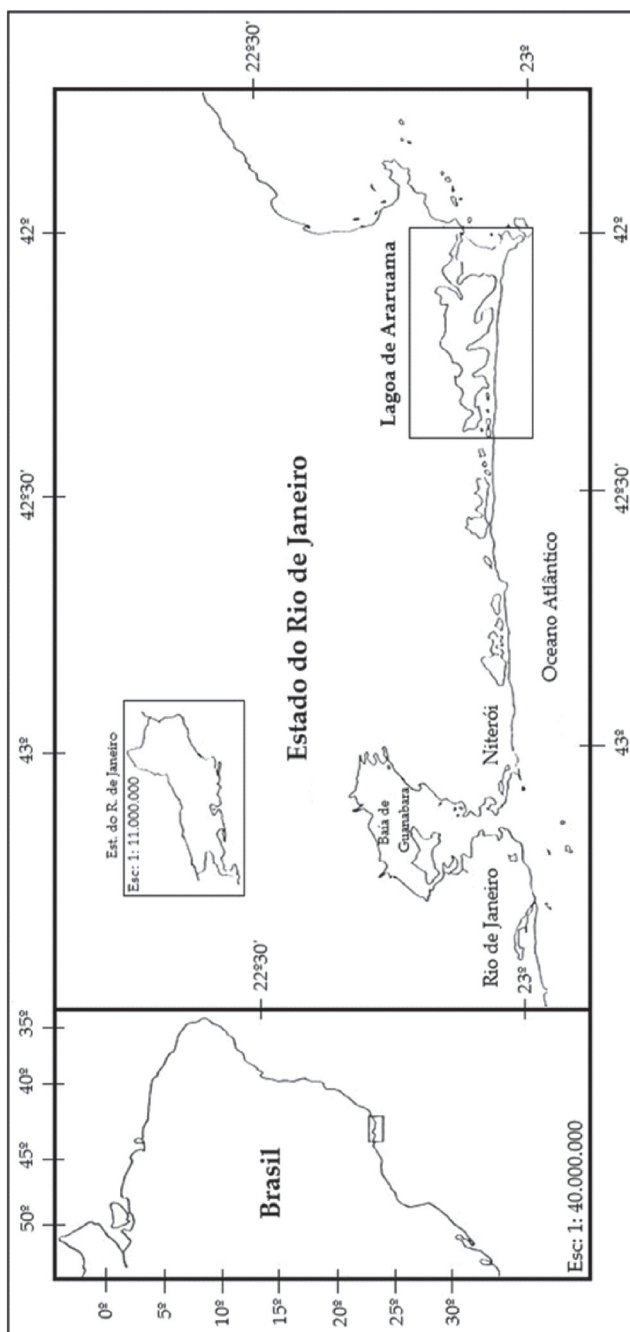 Brasil
Esc: 1: 40.000.000
50º
45º
40º
35º
0º
5º
10º
15º
20º
25º
30º
43º
42º30'
42º
22º30'
23º
22º30'
23º
43º
42º30'
42º
Est. do R. de Janeiro
Esc: 1: 11.000.000
Estado do Rio de Janeiro
Lagoa de Araruama
Baia de
Guanabara
Rio de Janeiro
Niterói
Oceano Atlântico